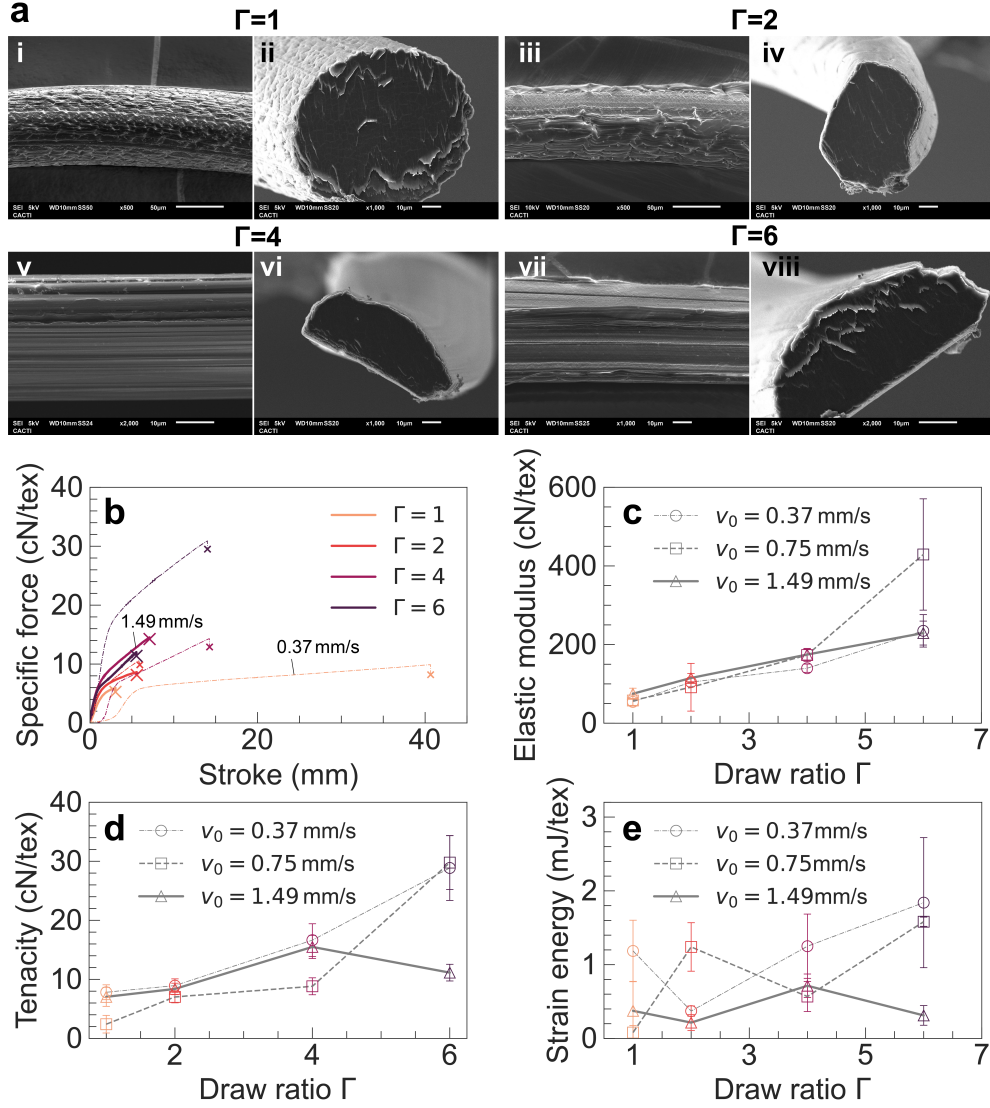 a
Γ=1
Γ=2
i
ii
iii
iv
SEI 5kV WD10mm SS50 x500 50µm
CACTI
SEI 5kV WD10mm SS20 x1,000 10µm
CACTI
SEI 10kV WD10mm SS20 x500 50µm
CACTI
SEI 5kV WD10mm SS20 x1,000 10µm
CACTI
Γ=4
Γ=6
v
vi
vii
viii
SEI 5kV WD10mm SS24 x2,000 10µm
CACTI
SEI 5kV WD10mm SS20 x1,000 10µm
CACTI
SEI 5kV WD10mm SS25 x1,000 10µm
CACTI
SEI 5kV WD10mm SS20 x2,000 10µm
CACTI
b
Specific force (cN/tex)
40
30
20
10
0
Γ = 1
Γ = 2
Γ = 4
Γ = 6
1.49 mm/s
0.37 mm/s
0 20 40
Stroke (mm)
c
Elastic modulus (cN/tex)
600
400
200
0
v₀ = 0.37 mm/s
v₀ = 0.75 mm/s
v₀ = 1.49 mm/s
1 3 5 7
Draw ratio Γ
d
Tenacity (cN/tex)
40
30
20
10
0
v₀ = 0.37 mm/s
v₀ = 0.75 mm/s
v₀ = 1.49 mm/s
2 4 6
Draw ratio Γ
e
Strain energy (mJ/tex)
3
2
1
0
v₀ = 0.37mm/s
v₀ = 0.75mm/s
v₀ = 1.49mm/s
1 3 5 7
Draw ratio Γ